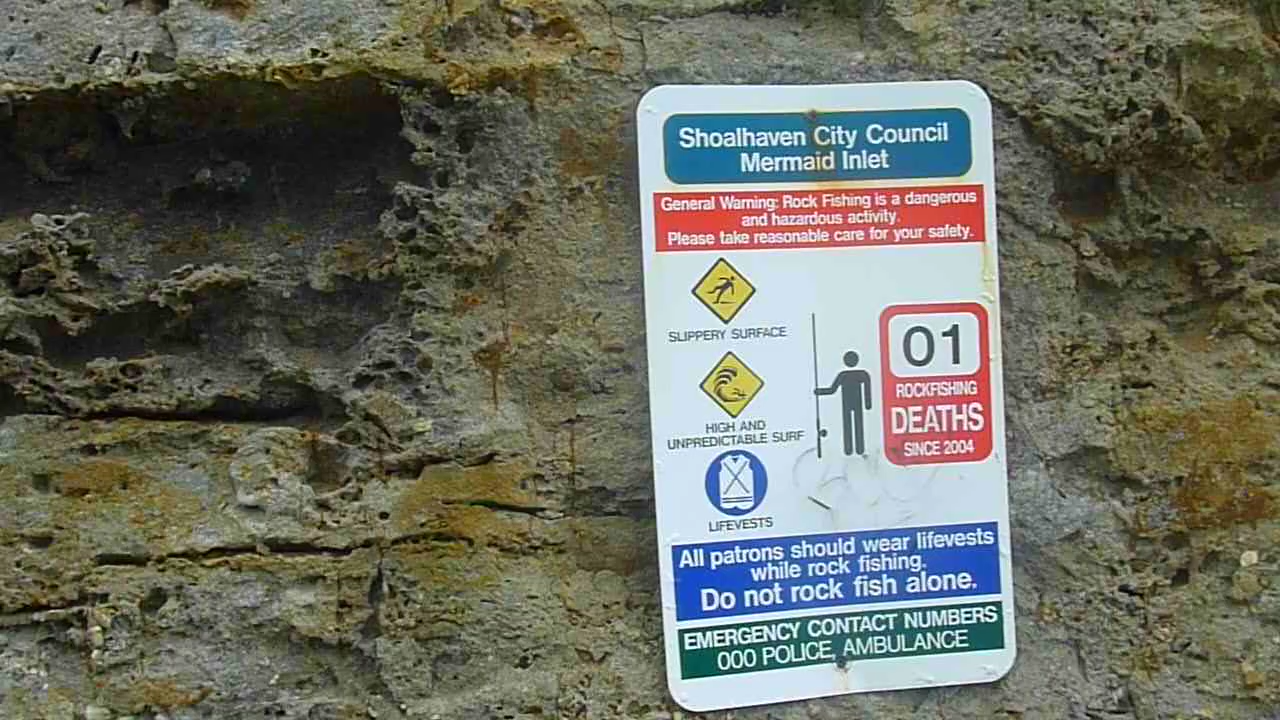 Shoalhaven City Council
Mermaid Inlet
General Warning: Rock Fishing is a dangerous
and hazardous activity.
Please take reasonable care for your safety.
SLIPPERY SURFACE
HIGH AND
UNPREDICTABLE SURF
LIFEVESTS
01
ROCKFISHING
DEATHS
SINCE 2004
All patrons should wear lifevests
while rock fishing.
Do not rock fish alone.
EMERGENCY CONTACT NUMBERS
000 POLICE, AMBULANCE